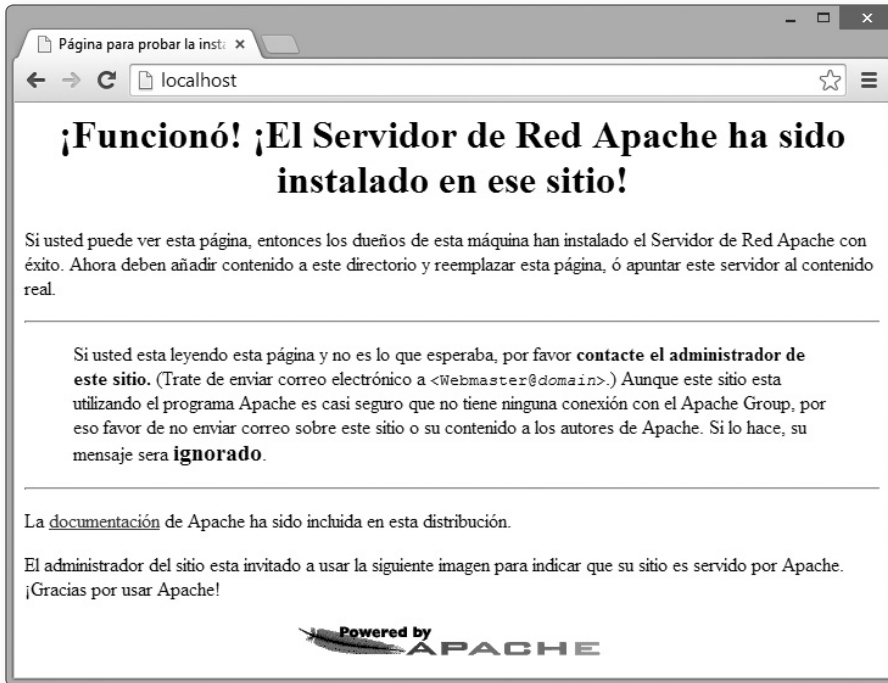 Página para probar la insta
localhost
¡Funcionó! ¡El Servidor de Red Apache ha sido
instalado en ese sitio!
Si usted puede ver esta página, entonces los dueños de esta máquina han instalado el Servidor de Red Apache con
éxito. Ahora deben añadir contenido a este directorio y reemplazar esta página, ó apuntar este servidor al contenido
real.
Si usted esta leyendo esta página y no es lo que esperaba, por favor contacte el administrador de
este sitio. (Trate de enviar correo electrónico a <Webmaster@domain>.) Aunque este sitio esta
utilizando el programa Apache es casi seguro que no tiene ninguna conexión con el Apache Group, por
eso favor de no enviar correo sobre este sitio o su contenido a los autores de Apache. Si lo hace, su
mensaje sera ignorado.
La documentación de Apache ha sido incluida en esta distribución.
El administrador del sitio esta invitado a usar la siguiente imagen para indicar que su sitio es servido por Apache.
¡Gracias por usar Apache!
Powered by
APACHE